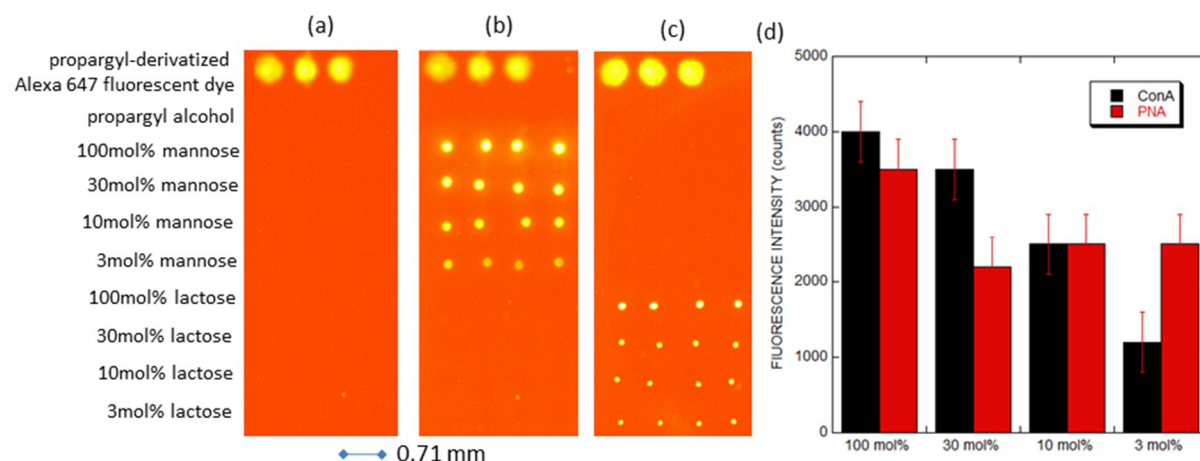 (a)
(b)
(c)
(d)
propargyl-derivatized
Alexa 647 fluorescent dye
propargyl alcohol
100mol% mannose
30mol% mannose
10mol% mannose
3mol% mannose
100mol% lactose
30mol% lactose
10mol% lactose
3mol% lactose
0.71 mm
FlUORESCENCE INTENSITY (counts)
5000
4000
3000
2000
1000
0
ConA
PNA
100 mol%
30 mol%
10 mol%
3 mol%